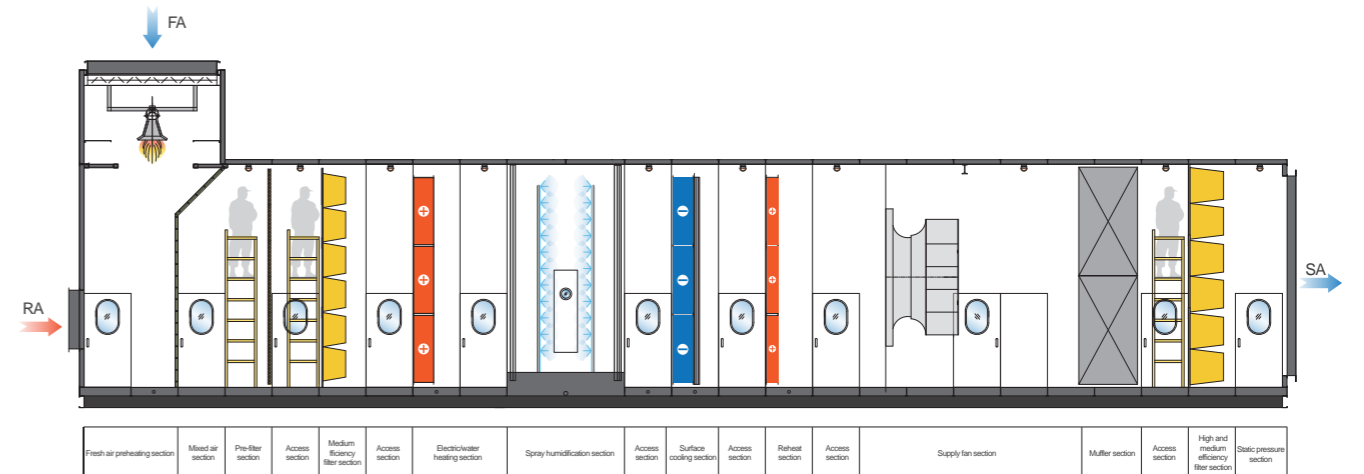 FA
RA
SA
Fresh air preheating section
Mixed air
section
Pre-filter
section
Access
section
Medium
fficiency
filter section
Access
section
Electric/water
heating section
Spray humidification section
Access
section
Surface
cooling section
Access
section
Reheat
section
Access
section
Supply fan section
Muffler section
Access
section
High and
medium
efficiency
filter section
Static pressure
section